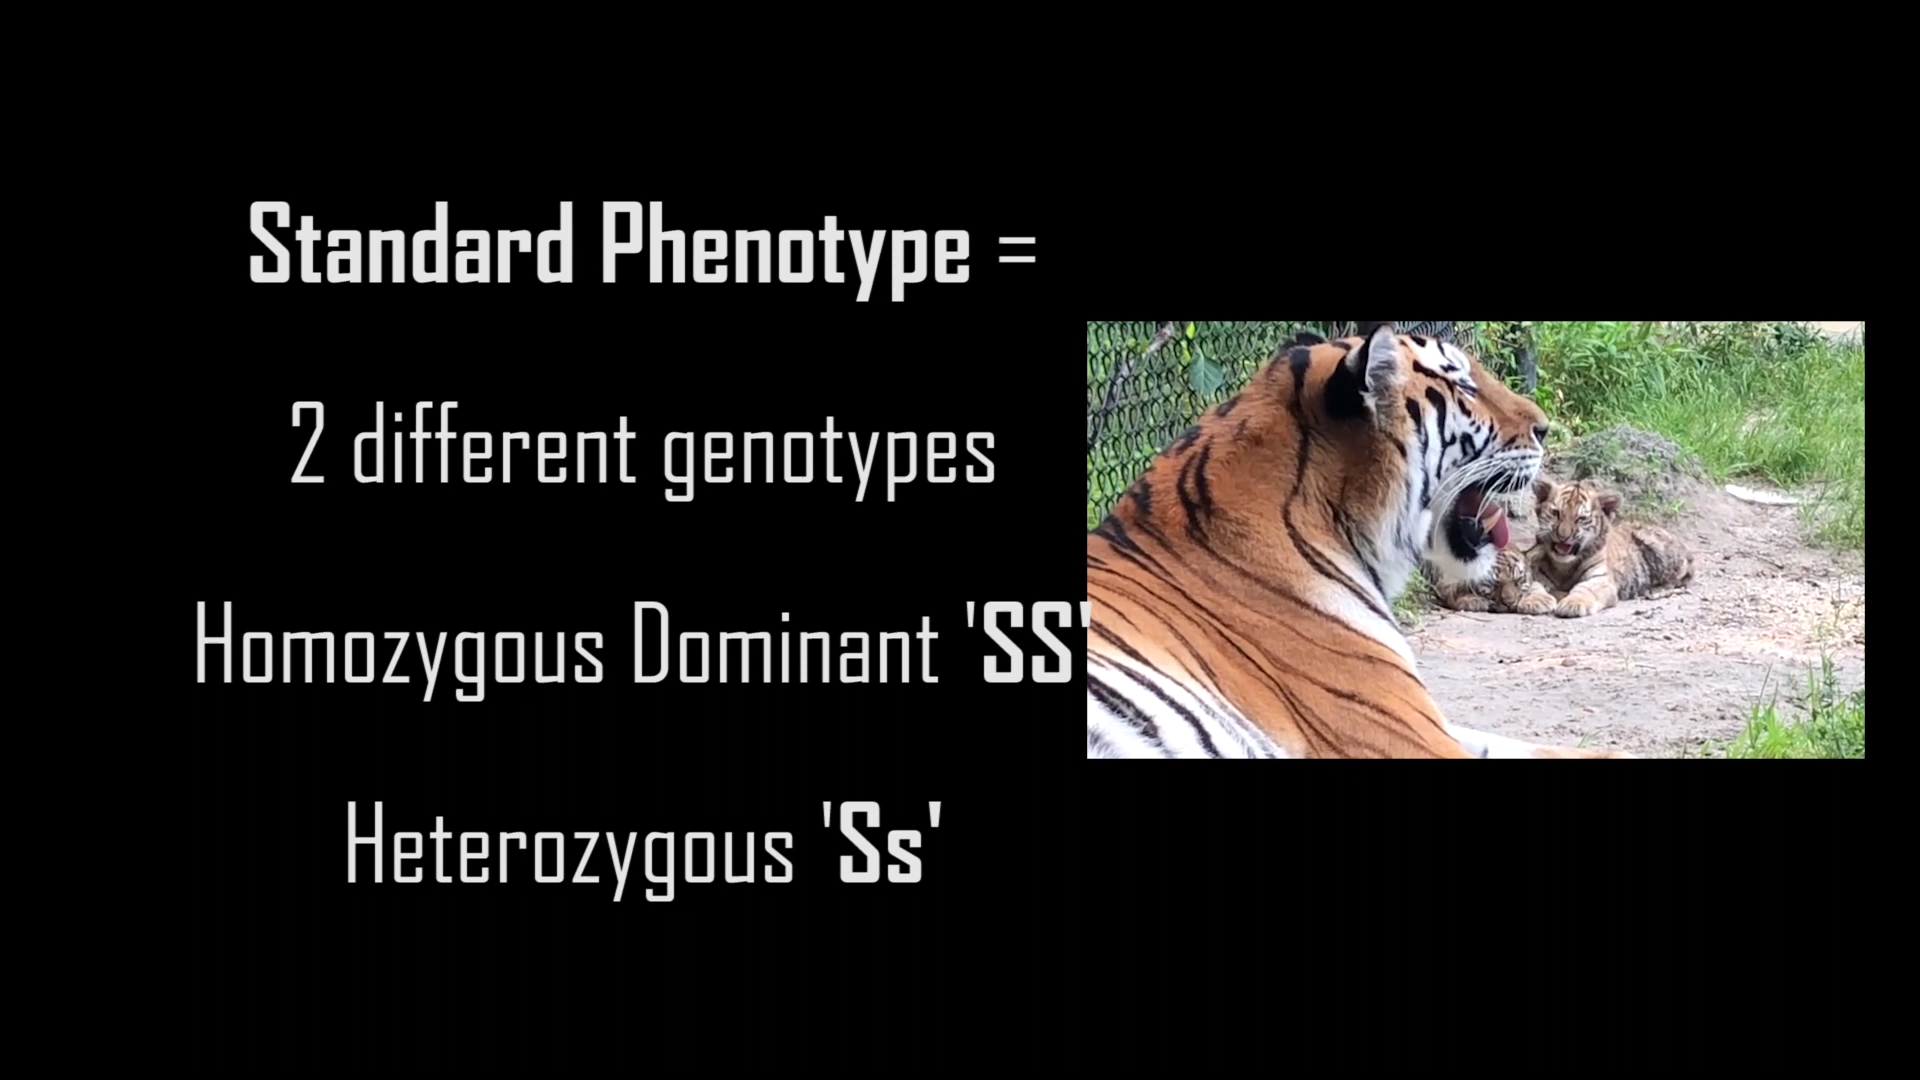 Standard Phenotype =
2 different genotypes
Homozygous Dominant 'SS'
Heterozygous 'Ss'